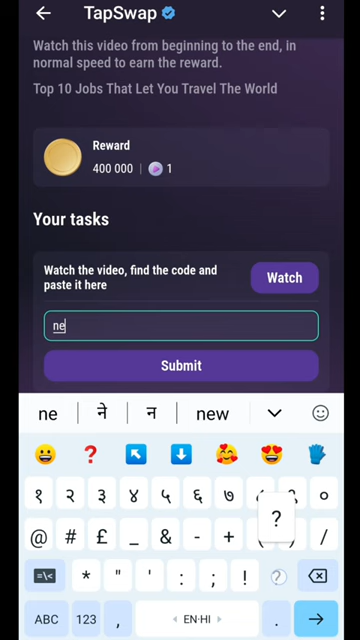 TapSwap
Watch this video from beginning to the end, in
normal speed to earn the reward.
Top 10 Jobs That Let You Travel The World
Reward
400 000 | 1
Your tasks
Watch the video, find the code and
paste it here
Watch
ne
Submit
ne ने न new
१ २ ३ ४ ५ ६ ७ ०
?
@ # £ _ & - + ( ) /
=\< * " ' : ; ! ?
ABC 123 , EN·HI .